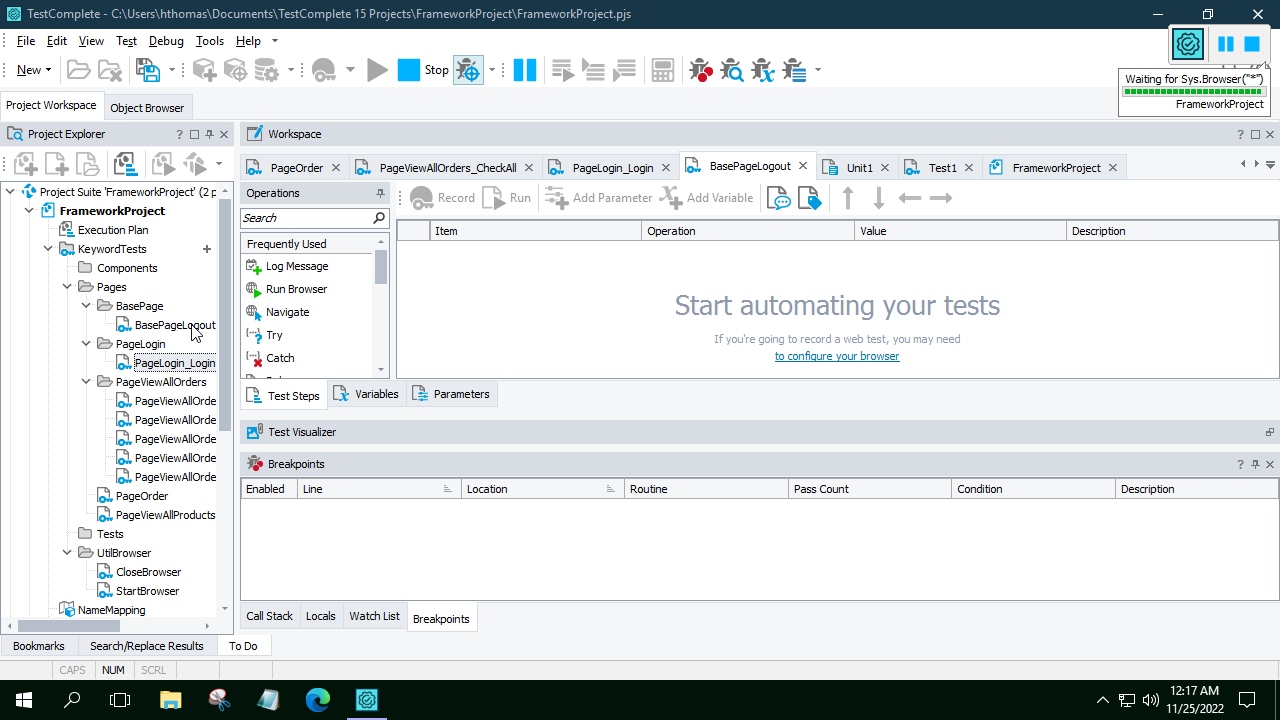 TestComplete - C:\Users\hthomas\Documents\TestComplete 15 Projects\FrameworkProject\FrameworkProject.pjs
File Edit View Test Debug Tools Help
New Stop
Waiting for Sys.Browser("*")
FrameworkProject
Project Workspace Object Browser
Project Explorer
Workspace
PageOrder PageViewAllOrders_CheckAll PageLogin_Login BasePageLogout Unit1 Test1 FrameworkProject
Project Suite 'FrameworkProject' (2 p
FrameworkProject
Execution Plan
KeywordTests
Components
Pages
BasePage
BasePageLogout
PageLogin
PageLogin_Login
PageViewAllOrders
PageViewAllOrde
PageViewAllOrde
PageViewAllOrde
PageViewAllOrde
PageViewAllOrde
PageOrder
PageViewAllProducts
Tests
UtilBrowser
CloseBrowser
StartBrowser
NameMapping
Operations
Search
Frequently Used
Log Message
Run Browser
Navigate
Try
Catch
Record Run Add Parameter Add Variable
Item Operation Value Description
Start automating your tests
If you're going to record a web test, you may need
to configure your browser
Test Steps Variables Parameters
Test Visualizer
Breakpoints
Enabled Line Location Routine Pass Count Condition Description
Call Stack Locals Watch List Breakpoints
Bookmarks Search/Replace Results To Do
CAPS NUM SCRL
12:17 AM
11/25/2022